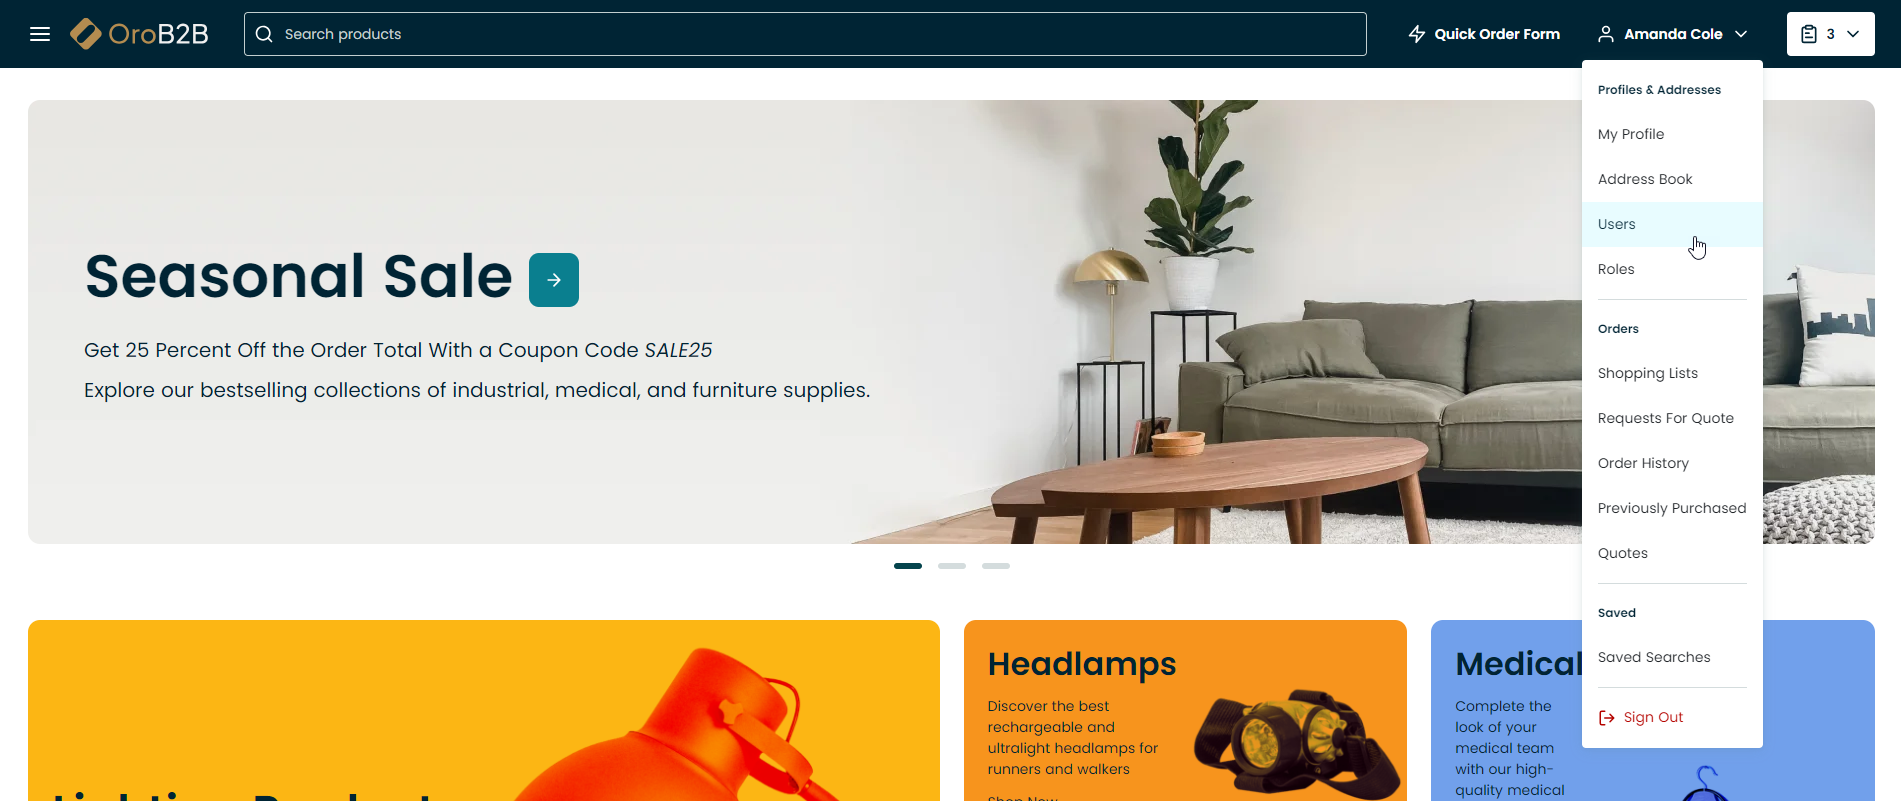 OroB2B
Search products
Quick Order Form
Amanda Cole
3
Profiles & Addresses
My Profile
Address Book
Users
Roles
Orders
Shopping Lists
Requests For Quote
Order History
Previously Purchased
Quotes
Saved
Saved Searches
Sign Out
Seasonal Sale
Get 25 Percent Off the Order Total With a Coupon Code SALE25
Explore our bestselling collections of industrial, medical, and furniture supplies.
Headlamps
Discover the best
rechargeable and
ultralight headlamps for
runners and walkers
Shop Now
Medical
Complete the
look of your
medical team
with our high-
quality medical